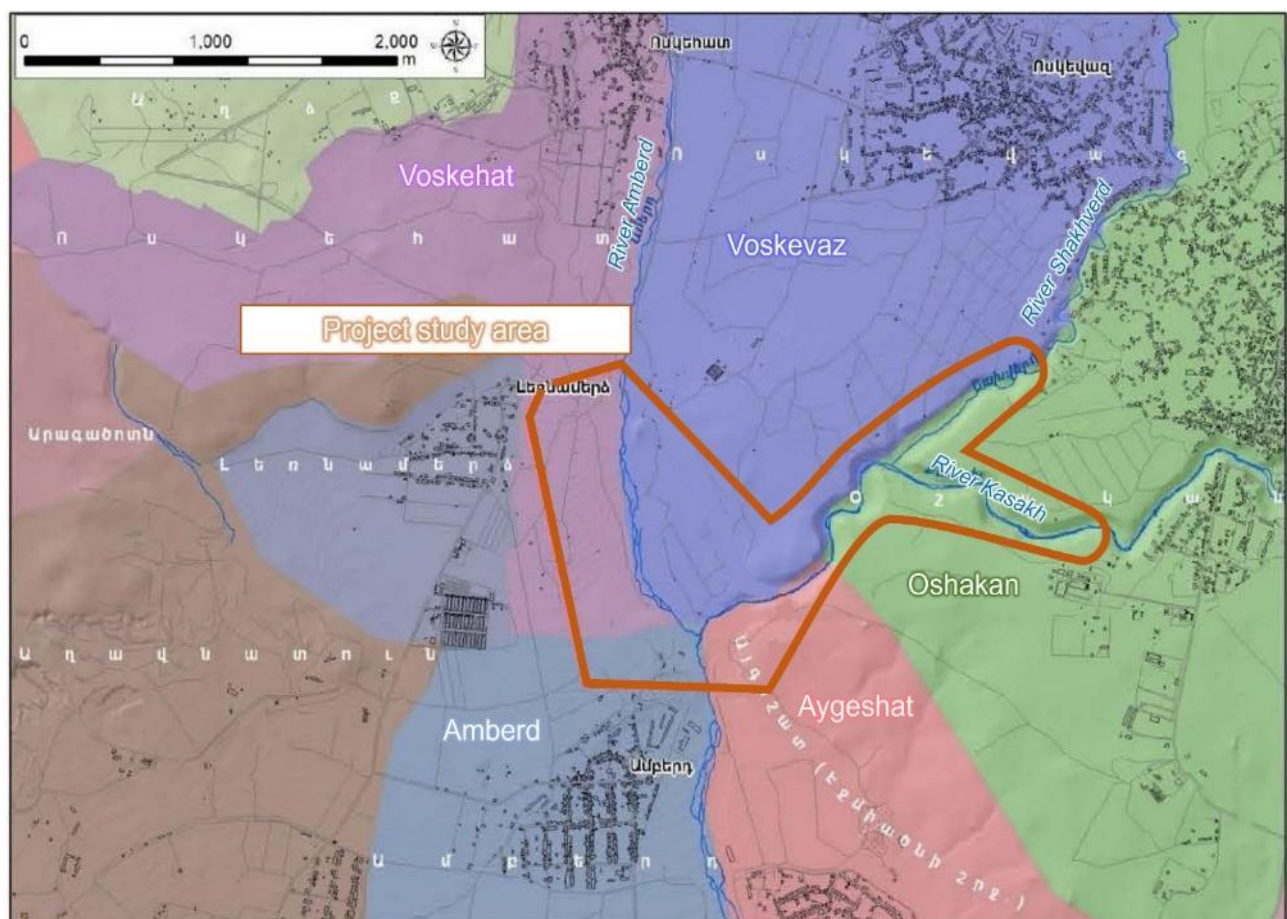 0 1,000 2,000
m
Ոսկեհատ
Ոսկեվազ
Ա ղ ձ ք
Voskehat
River Amberd
Ամբերդ
Ո ս կ ե վ ա զ
Ո ս կ ե հ ա տ
Voskevaz
River Shakhverd
Project study area
Լեռնամերձ
Արագածոտն
Լ ե ռ ն ա մ ե ր ձ
River Kasakh
Օ շ ա կ ա ն
Oshakan
Ա ղ ա վ ն ա տ ո ւ ն
Aygeshat
Amberd
Ամբերդ
Ա յ գ ե շ ա տ ( Է ջ մ ի ա ծ ն ի շ ր ջ . )
Ա մ բ ե ր դ